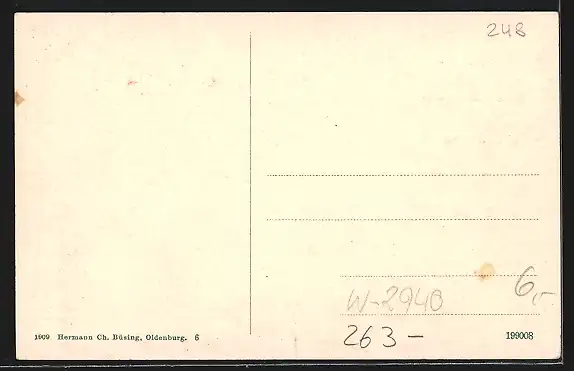 248
6,-
W-2940
263-
1909 Hermann Ch. Büsing, Oldenburg. 6
199008